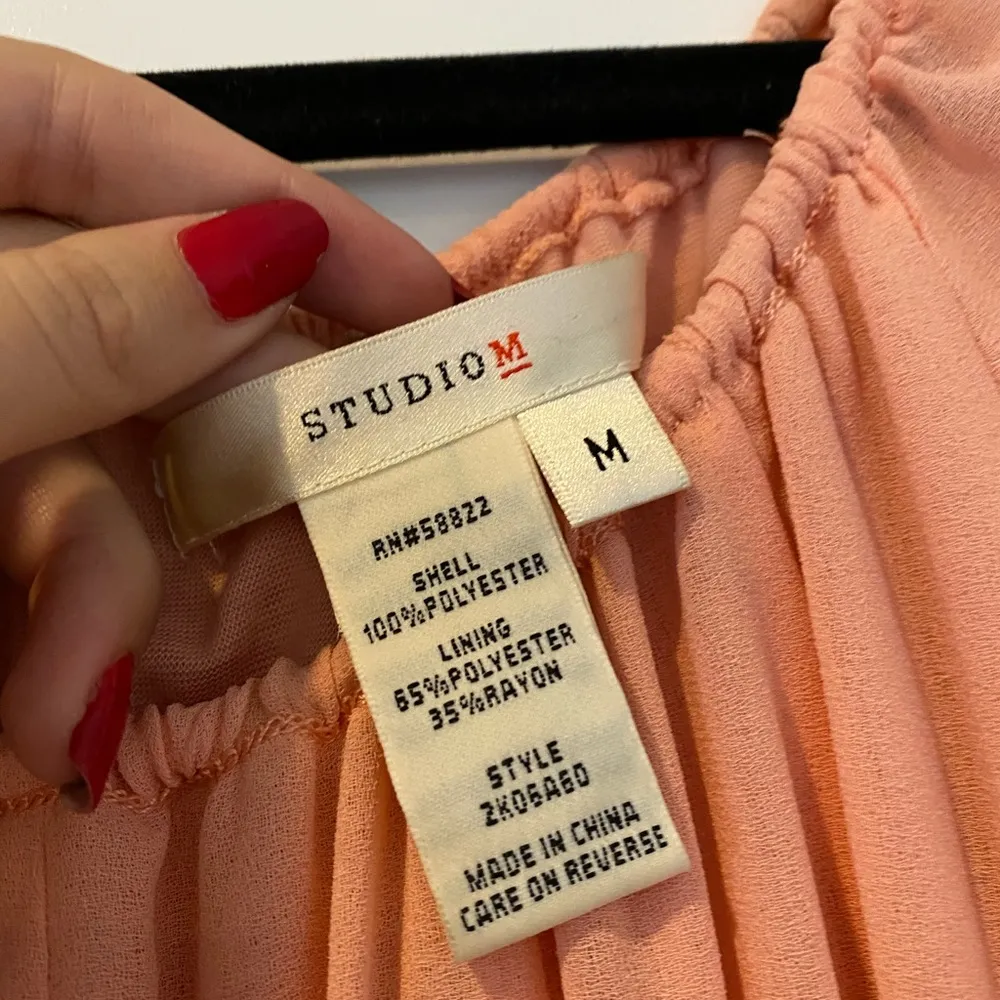 STUDIO M
M
RN#58822
SHELL
100%POLYESTER
LINING
65%POLYESTER
35%RAYON
STYLE
2K06A60
MADE IN CHINA
CARE ON REVERSE